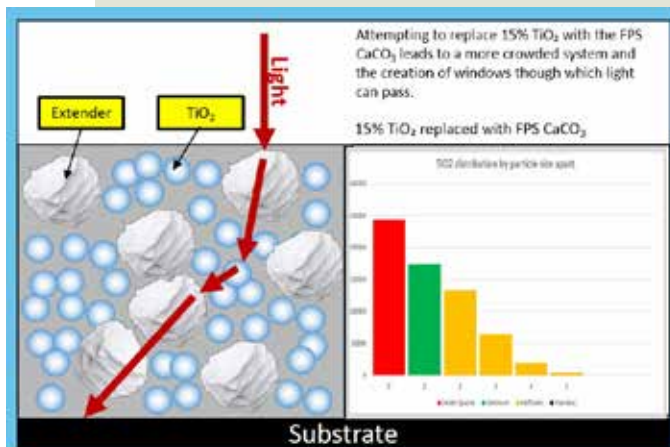 Attempting to replace 15% TiO₂ with the FPS
CaCO₃ leads to a more crowded system and
the creation of windows though which light
can pass.
15% TiO₂ replaced with FPS CaCO₃
Light
Extender
TiO₂
TiO2 distribution by particle size apart
Substrate